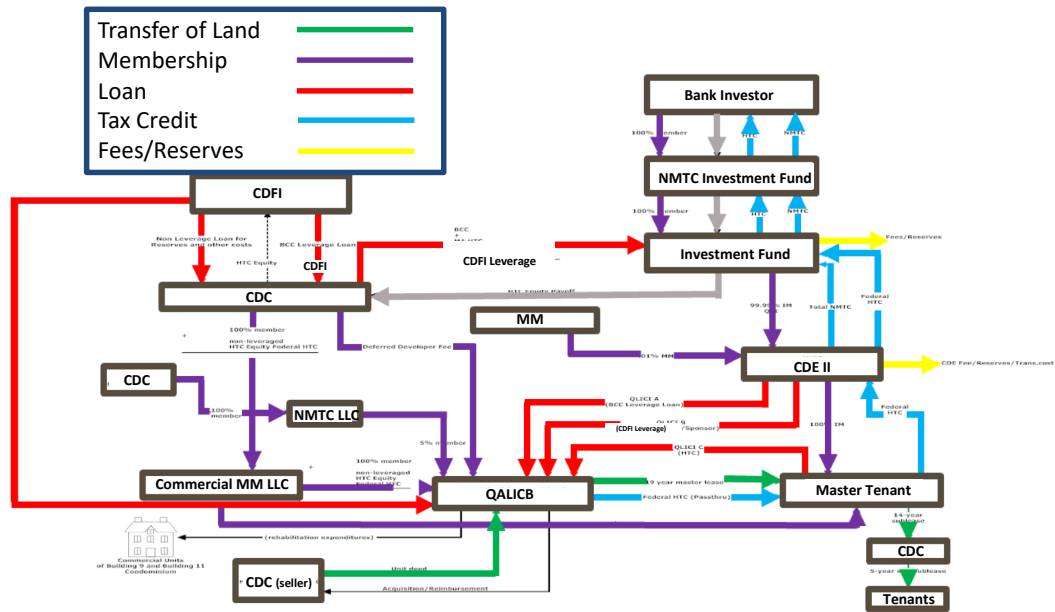 Transfer of Land
Membership
Loan
Tax Credit
Fees/Reserves
Bank Investor
100% member
HTC
NMTC
NMTC Investment Fund
100% member
HTC
NMTC
CDFI
Non Leverage Loan for
Reserves and other costs
HTC Equity
BCC Leverage Loan
CDFI
BCC
+
CDFI Leverage
Investment Fund
Fees/Reserves
HTC Equity Payoff
CDC
99.99% IM
Total NMTC
Federal
HTC
100% member
+
non-leveraged
HTC Equity Federal HTC
Deferred Developer Fee
MM
.01% MM
CDE II
CDE Fee/Reserves/Trans.cost
CDC
100%
member
NMTC LLC
5% member
QLICI A
(BCC Leverage Loan)
QLICI B
(CDFI Leverage)
/Sponsor)
QLICI C
(HTC)
100% IM
Federal
HTC
Commercial MM LLC
100% member
+
non-leveraged
HTC Equity
Federal HTC
QALICB
19 year master lease
Federal HTC (Passthru)
Master Tenant
14-year
sublease
(rehabilitation expenditures)
Commercial Units
of Building 9 and Building 11
Condominium
CDC
5-year sublease
Tenants
+ CDC (seller) +
Unit deed
Acquisition/Reimbursement